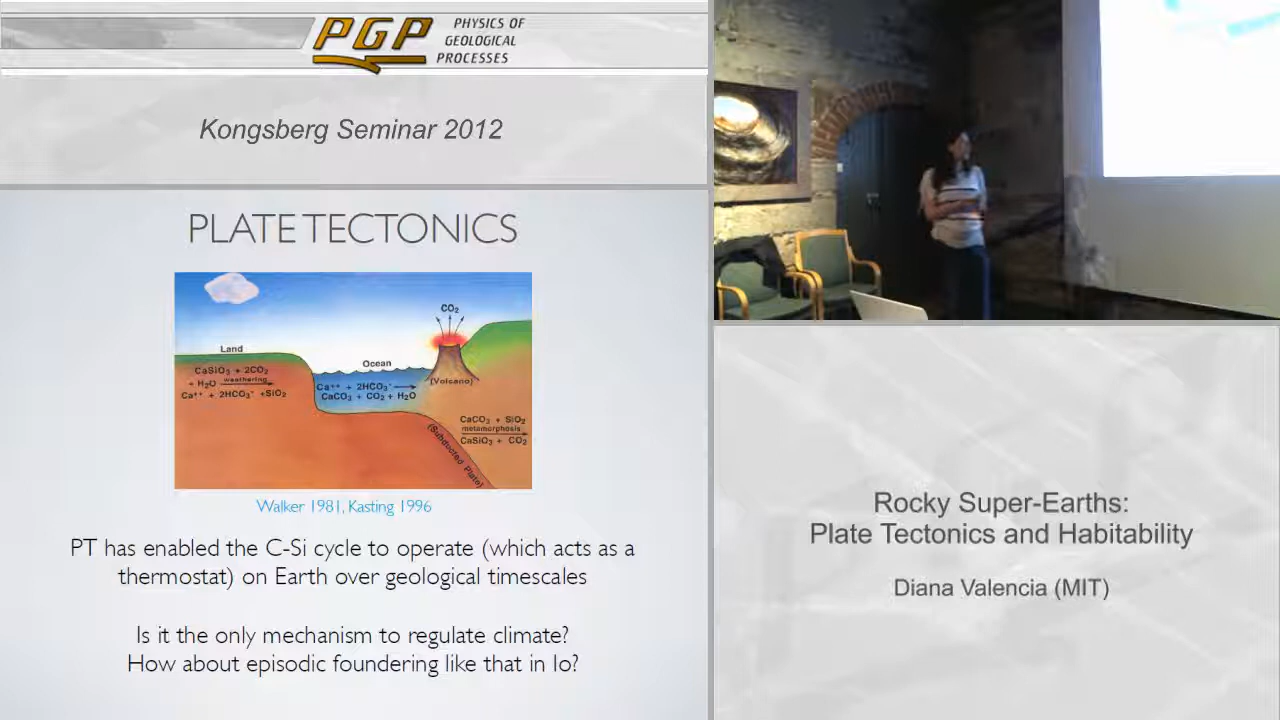 PGP
PHYSICS OF
GEOLOGICAL
PROCESSES
Kongsberg Seminar 2012
PLATE TECTONICS
CO₂
Land
CaSiO₃ + 2CO₂
+ H₂O weathering
Ca⁺⁺ + 2HCO₃⁻ + SiO₂
Ocean
Ca⁺⁺ + 2HCO₃⁻
CaCO₃ + CO₂ + H₂O
(Volcano)
CaCO₃ + SiO₂
metamorphosis
CaSiO₃ + CO₂
(Subducted Plate)
Walker 1981, Kasting 1996
PT has enabled the C-Si cycle to operate (which acts as a
thermostat) on Earth over geological timescales
Is it the only mechanism to regulate climate?
How about episodic foundering like that in Io?
Rocky Super-Earths:
Plate Tectonics and Habitability
Diana Valencia (MIT)